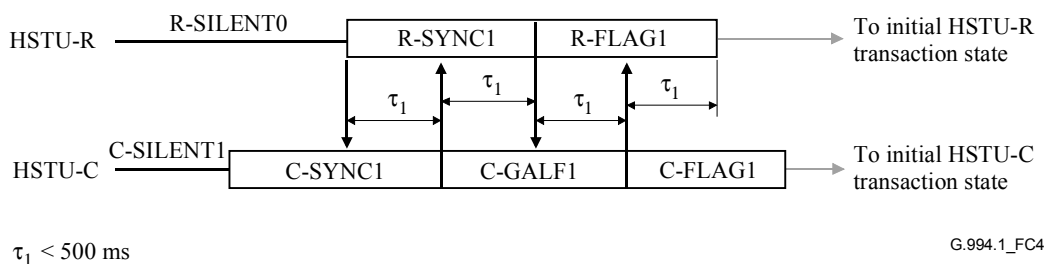 R-SILENT0
HSTU-R
R-SYNC1
R-FLAG1
To initial HSTU-R
transaction state
τ1
τ1
τ1
τ1
C-SILENT1
HSTU-C
C-SYNC1
C-GALF1
C-FLAG1
To initial HSTU-C
transaction state
τ1 < 500 ms
G.994.1_FC4